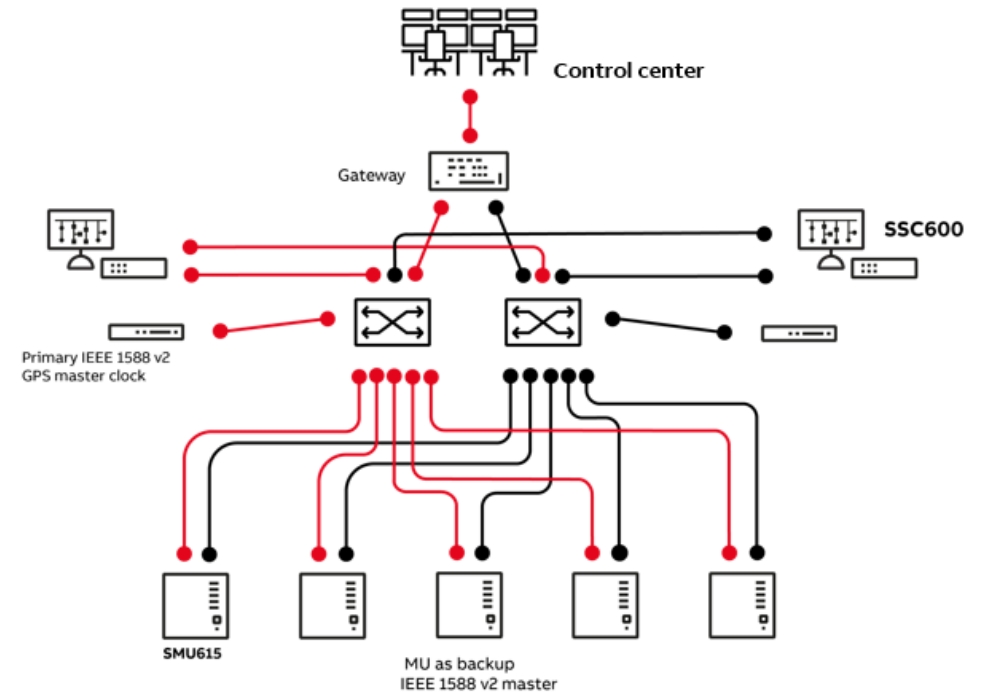 Control center
Gateway
SSC600
Primary IEEE 1588 v2
GPS master clock
SMU615
MU as backup
IEEE 1588 v2 master